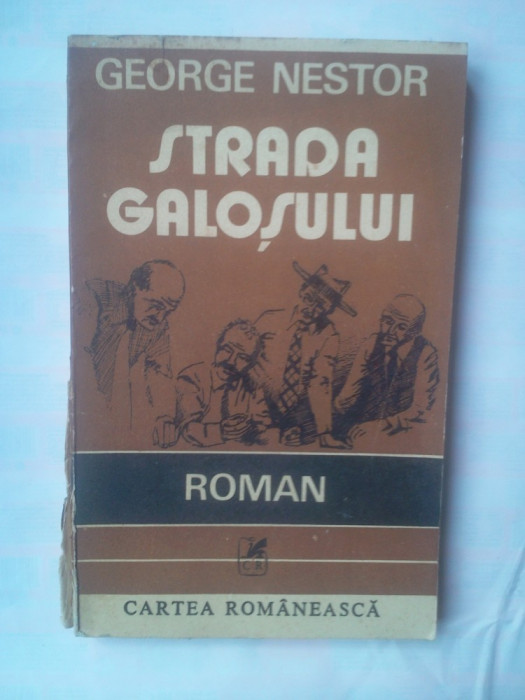 GEORGE NESTOR
STRADA
GALOȘULUI
ROMAN
C R
CARTEA ROMÂNEASCĂ